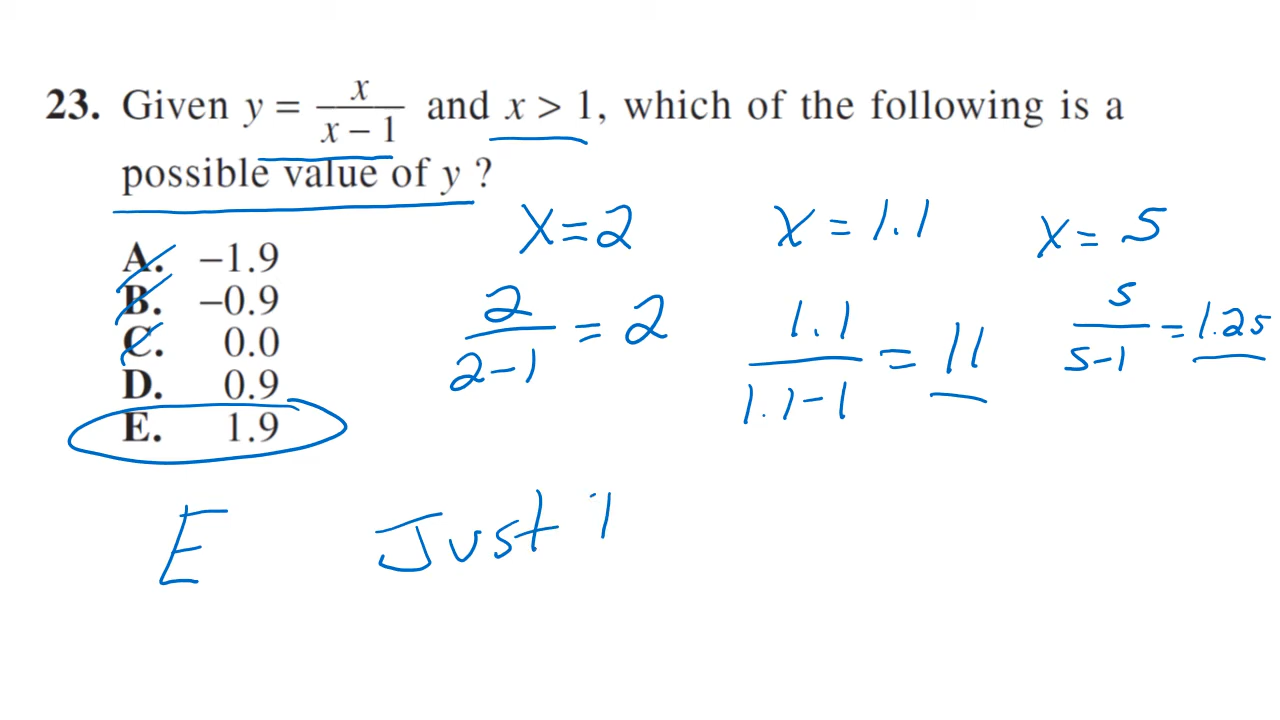 23. Given y = x/(x − 1) and x > 1, which of the following is a
possible value of y ?
A. −1.9
B. −0.9
C. 0.0
D. 0.9
E. 1.9
x=2
2/(2-1) = 2
x = 1.1
1.1/(1.1-1) = 11
x = 5
5/(5-1) = 1.25
E Just